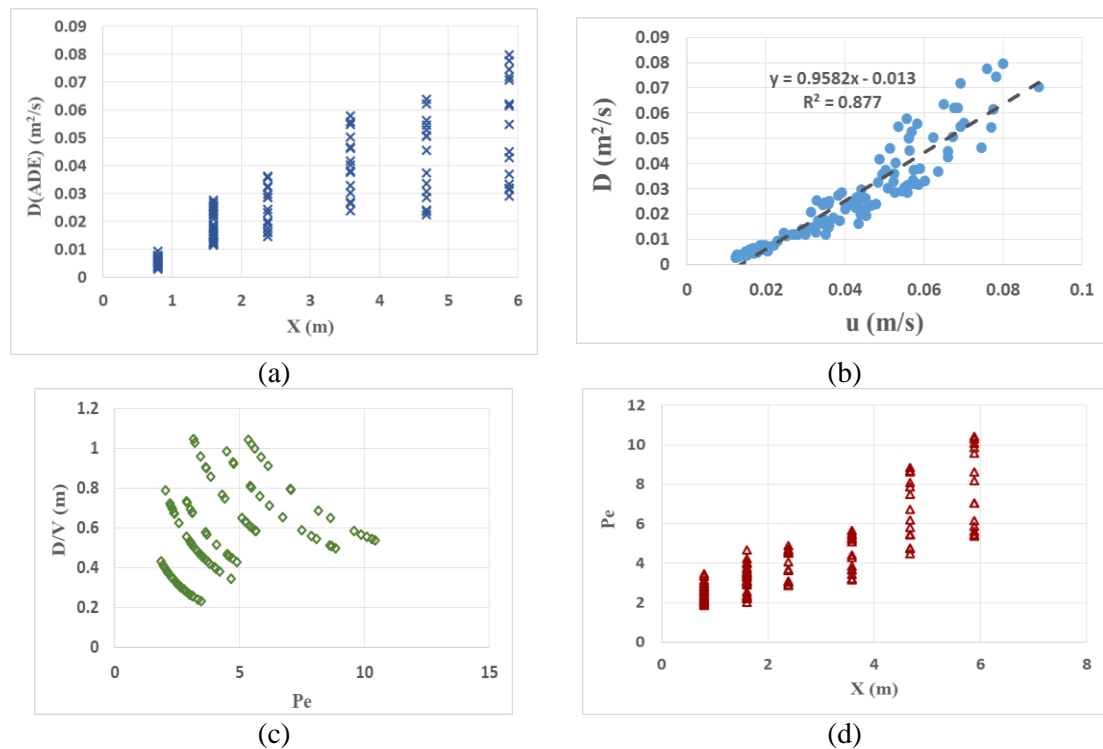 0.09
0.08
0.07
0.06
0.05
0.04
0.03
0.02
0.01
0
D(ADE) (m²/s)
0 1 2 3 4 5 6
X (m)
(a)
0.09
0.08
0.07
0.06
0.05
0.04
0.03
0.02
0.01
0
D (m²/s)
y = 0.9582x - 0.013
R² = 0.877
0 0.02 0.04 0.06 0.08 0.1
u (m/s)
(b)
1.2
1
0.8
0.6
0.4
0.2
0
D/V (m)
0 5 10 15
Pe
(c)
12
10
8
6
4
2
0
Pe
0 2 4 6 8
X (m)
(d)